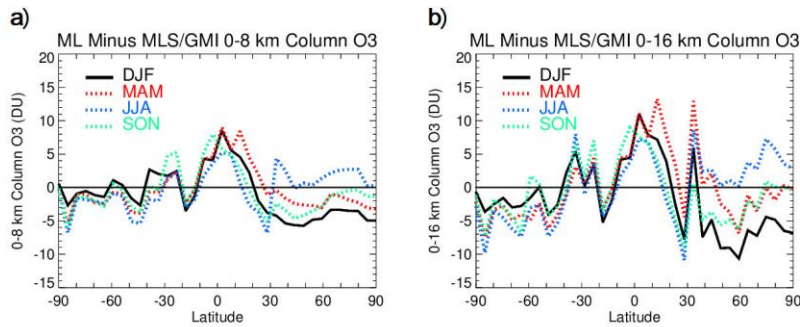 a)
ML Minus MLS/GMI 0-8 km Column O3
0-8 km Column O3 (DU)
20
15
10
5
0
-5
-10
-15
DJF
MAM
JJA
SON
-90 -60 -30 0 30 60 90
Latitude
b)
ML Minus MLS/GMI 0-16 km Column O3
0-16 km Column O3 (DU)
20
15
10
5
0
-5
-10
-15
DJF
MAM
JJA
SON
-90 -60 -30 0 30 60 90
Latitude